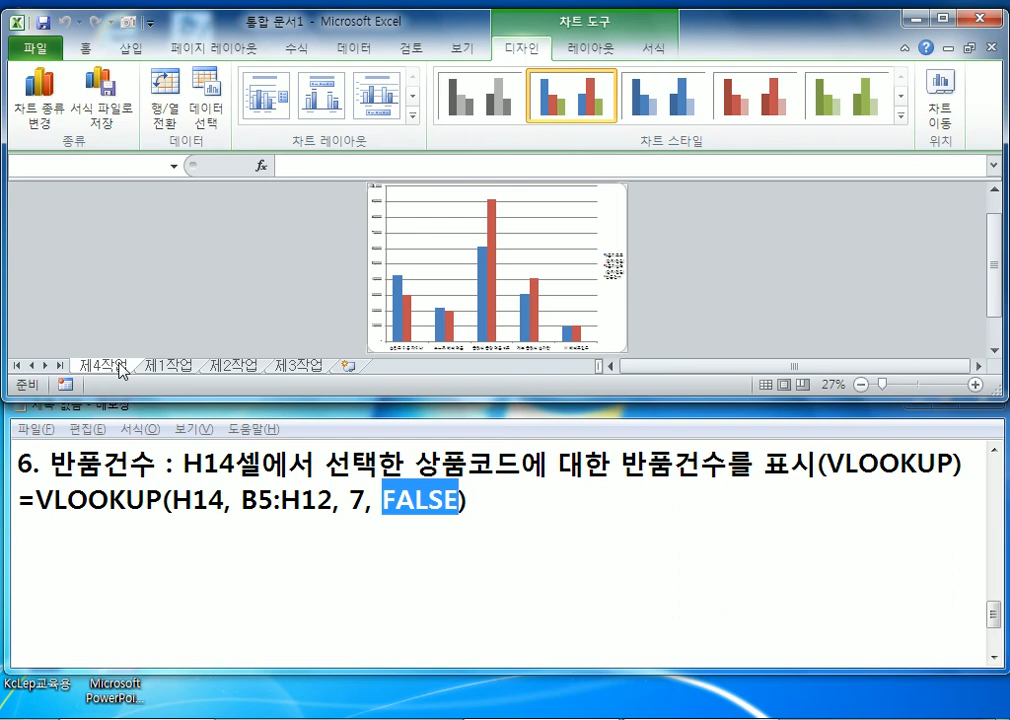 통합 문서1 - Microsoft Excel
차트 도구
파일 홈 삽입 페이지 레이아웃 수식 데이터 검토 보기 디자인 레이아웃 서식
차트 종류 변경
서식 파일로 저장
행/열 전환
데이터 선택
차트 이동
종류
데이터
차트 레이아웃
차트 스타일
위치
fx
제4작업 제1작업 제2작업 제3작업
준비
27%
파일(F) 편집(E) 서식(O) 보기(V) 도움말(H)
6. 반품건수 : H14셀에서 선택한 상품코드에 대한 반품건수를 표시(VLOOKUP)
=VLOOKUP(H14, B5:H12, 7, FALSE)
KcLep교육용
Microsoft
PowerPoi...